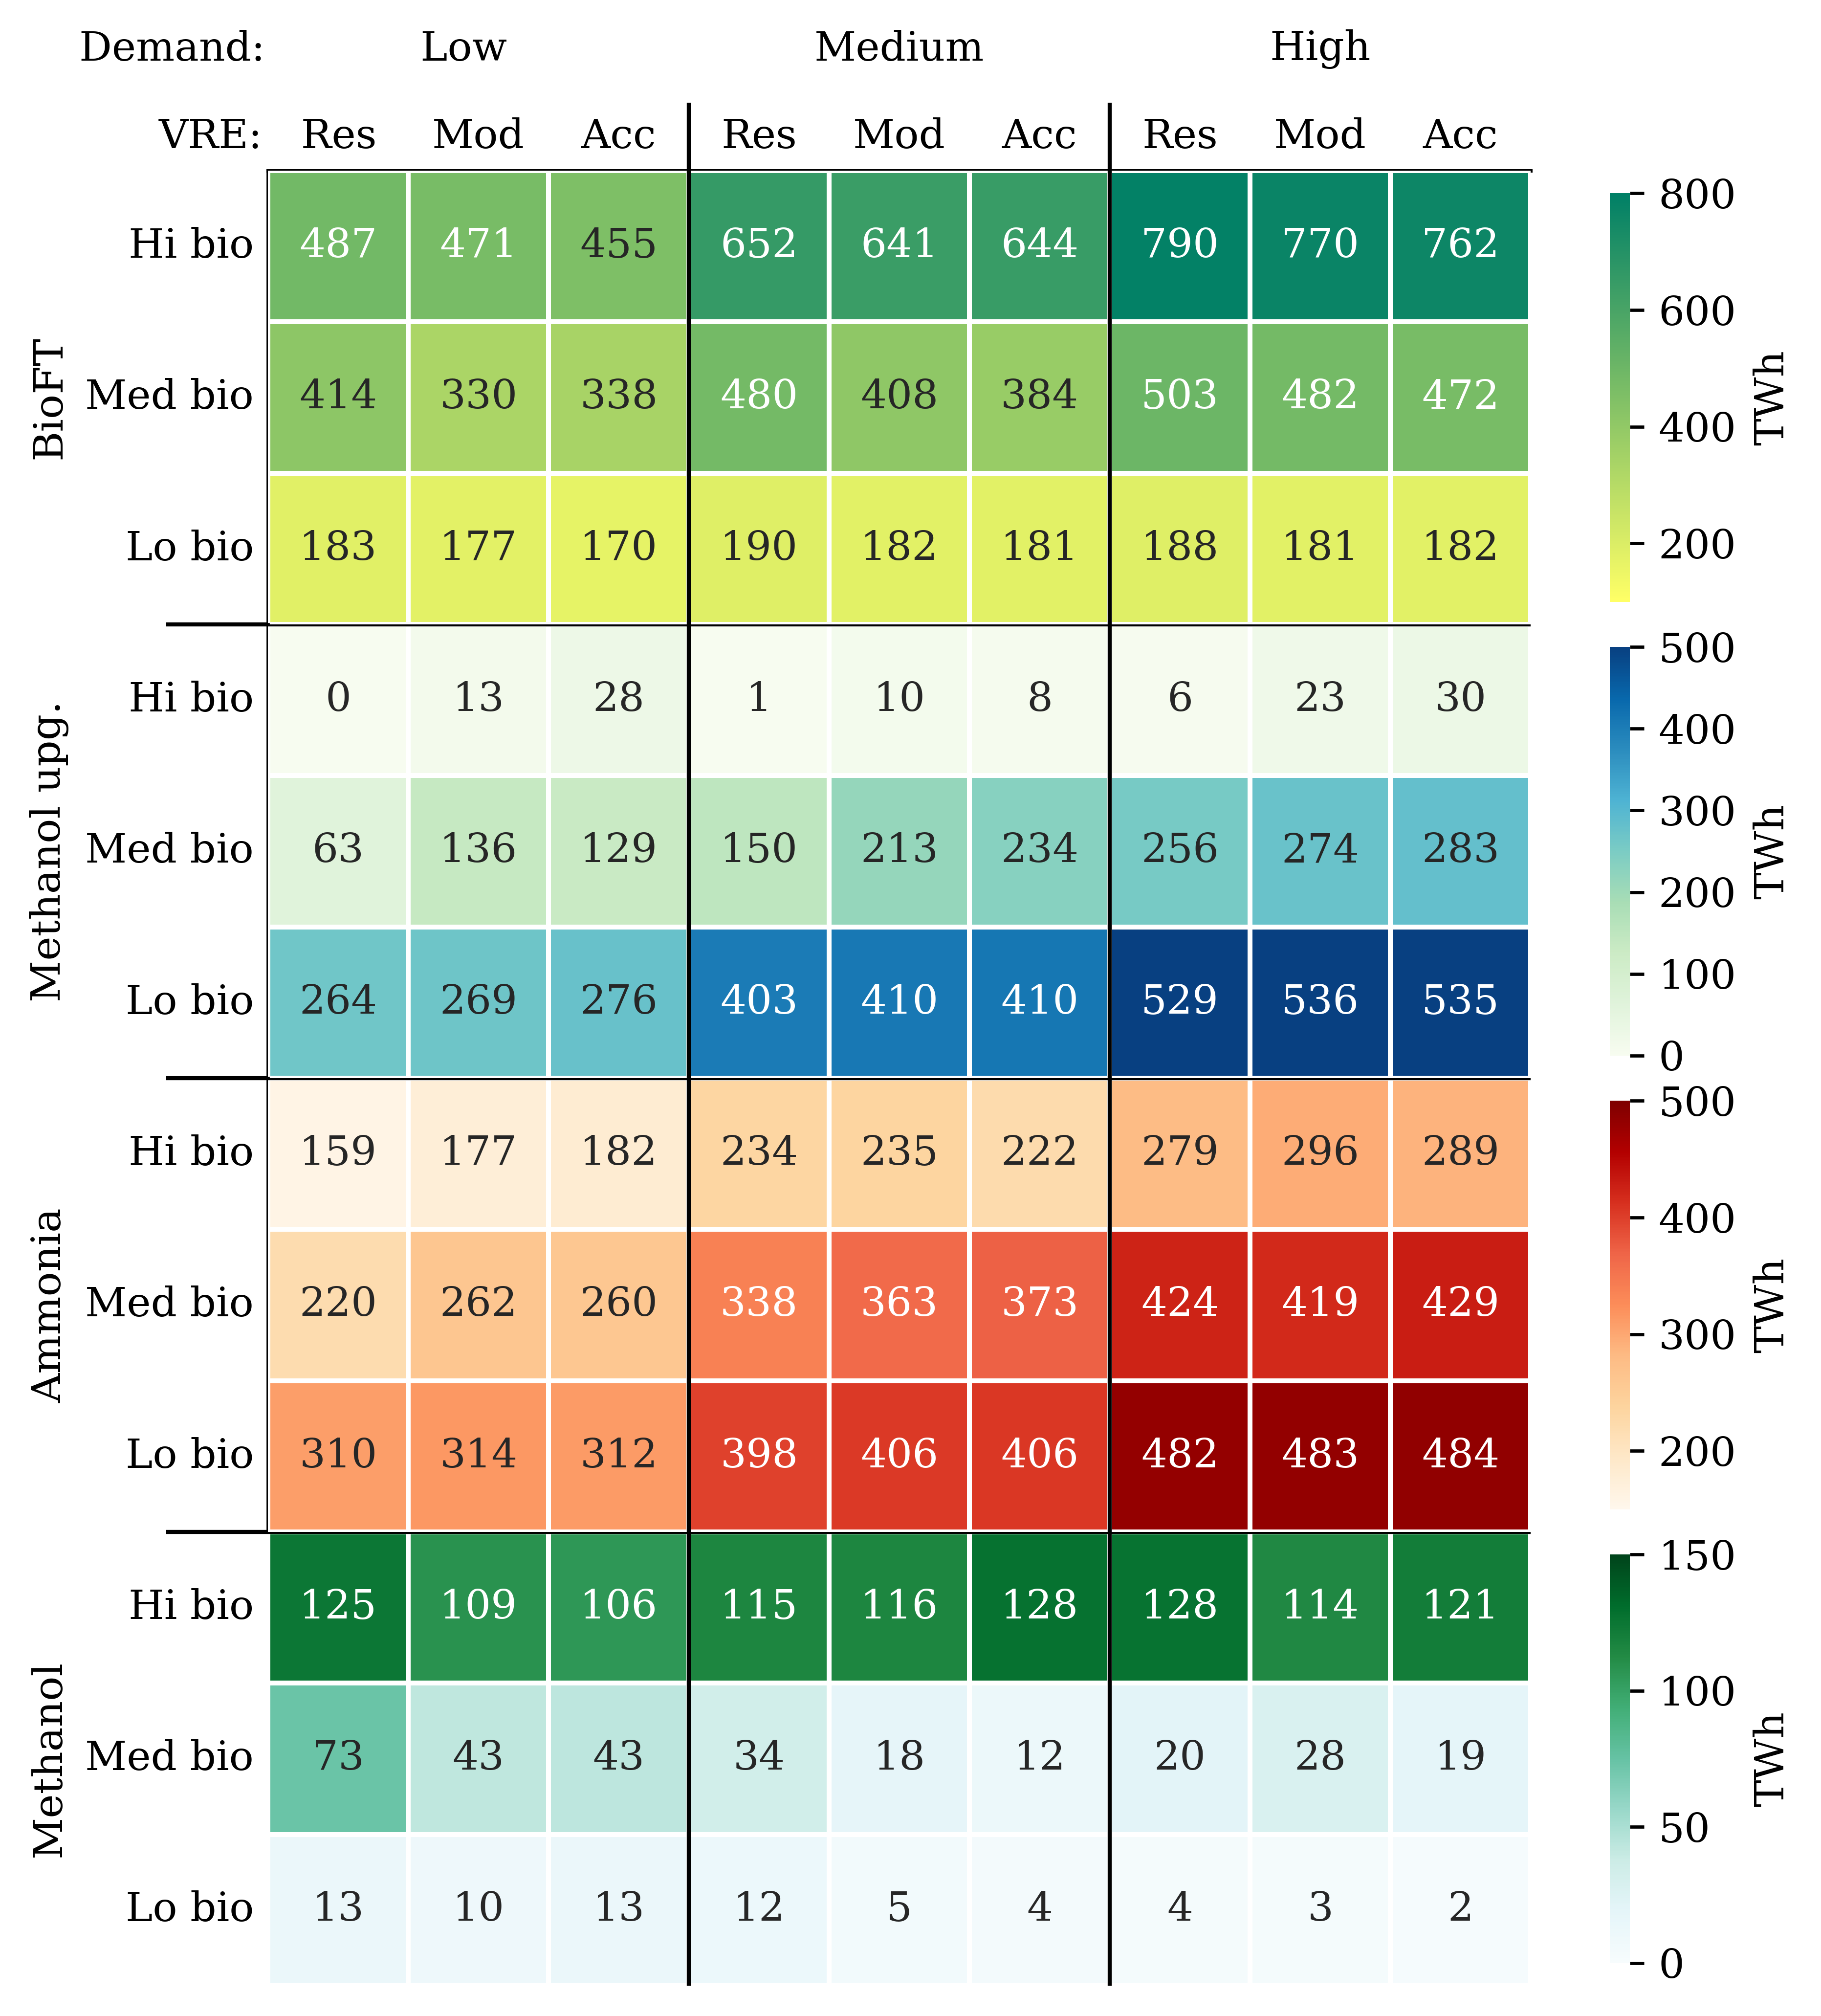 Demand: Low Medium High
VRE: Res Mod Acc Res Mod Acc Res Mod Acc
BioFT
Hi bio 487 471 455 652 641 644 790 770 762
Med bio 414 330 338 480 408 384 503 482 472
Lo bio 183 177 170 190 182 181 188 181 182
800
600
400
200
TWh
Methanol upg.
Hi bio 0 13 28 1 10 8 6 23 30
Med bio 63 136 129 150 213 234 256 274 283
Lo bio 264 269 276 403 410 410 529 536 535
500
400
300
200
100
0
TWh
Ammonia
Hi bio 159 177 182 234 235 222 279 296 289
Med bio 220 262 260 338 363 373 424 419 429
Lo bio 310 314 312 398 406 406 482 483 484
500
400
300
200
TWh
Methanol
Hi bio 125 109 106 115 116 128 128 114 121
Med bio 73 43 43 34 18 12 20 28 19
Lo bio 13 10 13 12 5 4 4 3 2
150
100
50
0
TWh